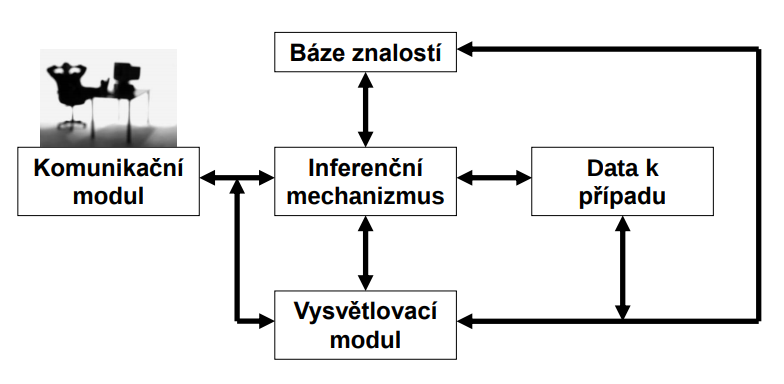 Báze znalostí
Komunikační
modul
Inferenční
mechanizmus
Data k
případu
Vysvětlovací
modul